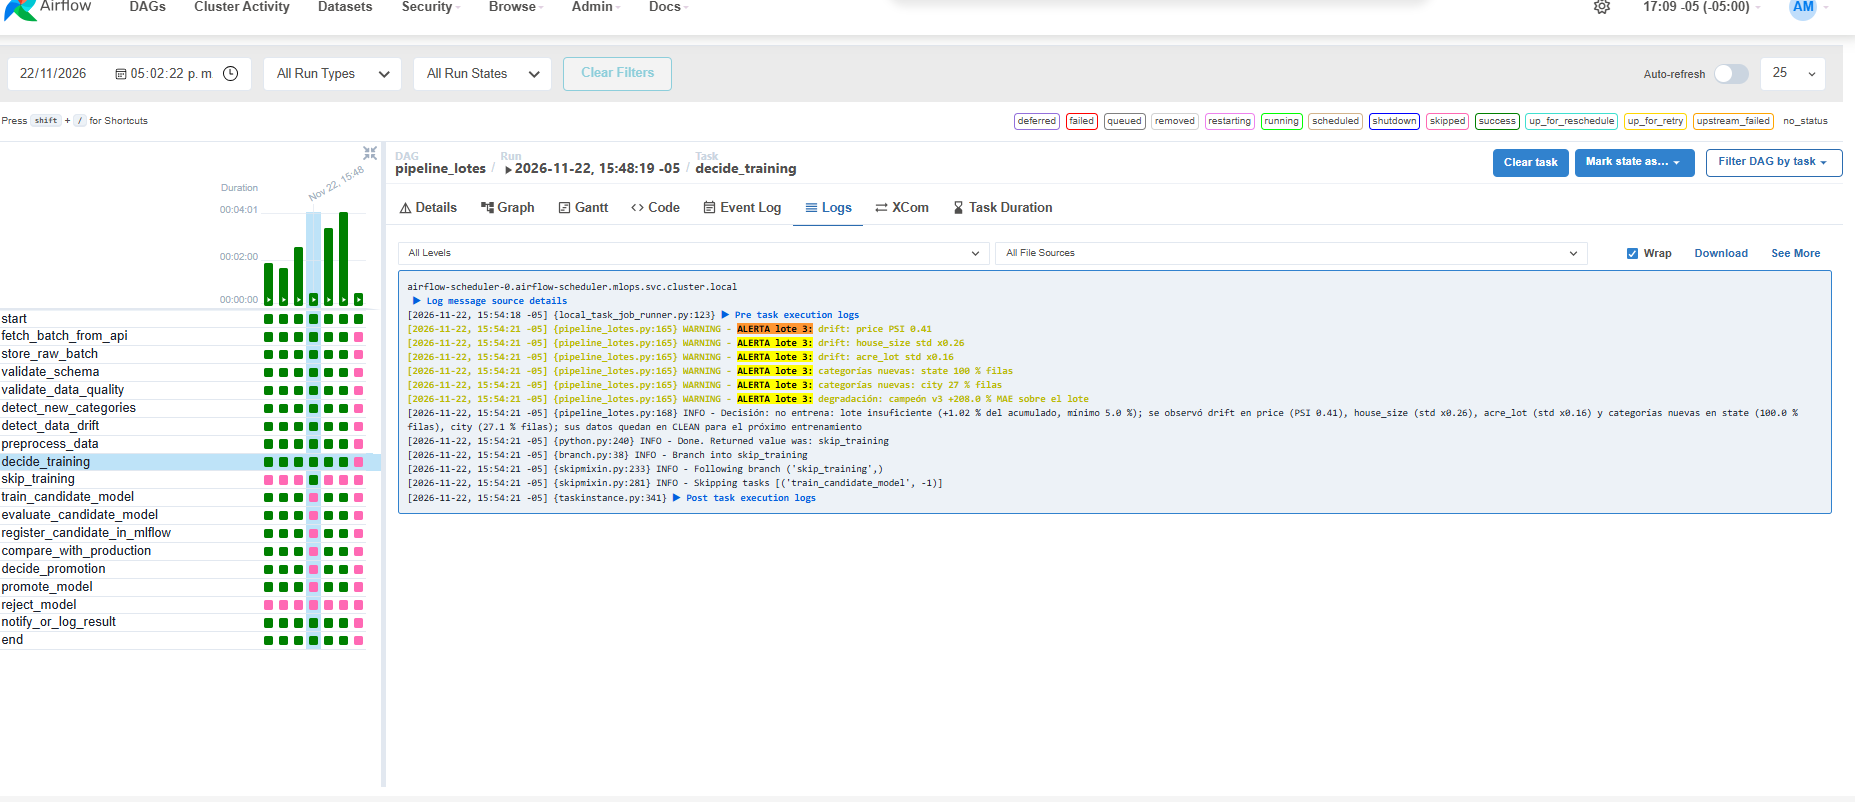 Airflow DAGs Cluster Activity Datasets Security Browse Admin Docs 17:09 -05 (-05:00) AM
22/11/2026 05:02:22 p. m All Run Types All Run States Clear Filters Auto-refresh 25
Press shift + / for Shortcuts deferred failed queued removed restarting running scheduled shutdown skipped success up_for_reschedule up_for_retry upstream_failed no_status
DAG Run Task
pipeline_lotes / 2026-11-22, 15:48:19 -05 / decide_training
Clear task Mark state as... Filter DAG by task
Nov 22, 15:48
Duration
00:04:01
00:02:00
00:00:00
start
fetch_batch_from_api
store_raw_batch
validate_schema
validate_data_quality
detect_new_categories
detect_data_drift
preprocess_data
decide_training
skip_training
train_candidate_model
evaluate_candidate_model
register_candidate_in_mlflow
compare_with_production
decide_promotion
promote_model
reject_model
notify_or_log_result
end
Details Graph Gantt Code Event Log Logs XCom Task Duration
All Levels All File Sources Wrap Download See More
airflow-scheduler-0.airflow-scheduler.mlops.svc.cluster.local
Log message source details
[2026-11-22, 15:54:18 -05] {local_task_job_runner.py:123} Pre task execution logs
[2026-11-22, 15:54:21 -05] {pipeline_lotes.py:165} WARNING - ALERTA lote 3: drift: price PSI 0.41
[2026-11-22, 15:54:21 -05] {pipeline_lotes.py:165} WARNING - ALERTA lote 3: drift: house_size std x0.26
[2026-11-22, 15:54:21 -05] {pipeline_lotes.py:165} WARNING - ALERTA lote 3: drift: acre_lot std x0.16
[2026-11-22, 15:54:21 -05] {pipeline_lotes.py:165} WARNING - ALERTA lote 3: categorías nuevas: state 100 % filas
[2026-11-22, 15:54:21 -05] {pipeline_lotes.py:165} WARNING - ALERTA lote 3: categorías nuevas: city 27 % filas
[2026-11-22, 15:54:21 -05] {pipeline_lotes.py:165} WARNING - ALERTA lote 3: degradación: campeón v3 +208.0 % MAE sobre el lote
[2026-11-22, 15:54:21 -05] {pipeline_lotes.py:168} INFO - Decisión: no entrena: lote insuficiente (+1.02 % del acumulado, mínimo 5.0 %); se observó drift en price (PSI 0.41), house_size (std x0.26), acre_lot (std x0.16) y categorías nuevas en state (100.0 %
filas), city (27.1 % filas); sus datos quedan en CLEAN para el próximo entrenamiento
[2026-11-22, 15:54:21 -05] {python.py:240} INFO - Done. Returned value was: skip_training
[2026-11-22, 15:54:21 -05] {branch.py:38} INFO - Branch into skip_training
[2026-11-22, 15:54:21 -05] {skipmixin.py:233} INFO - Following branch ('skip_training',)
[2026-11-22, 15:54:21 -05] {skipmixin.py:281} INFO - Skipping tasks [('train_candidate_model', -1)]
[2026-11-22, 15:54:21 -05] {taskinstance.py:341} Post task execution logs